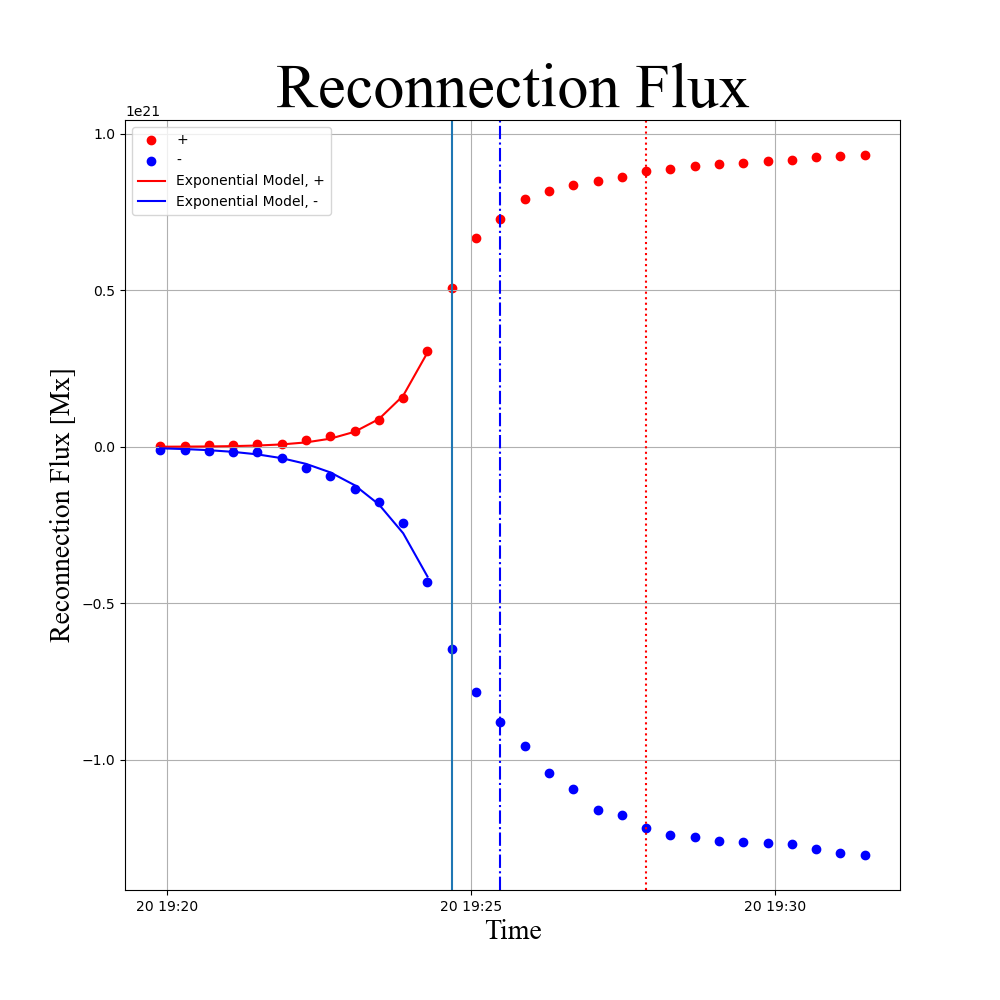 Reconnection Flux
1e21
+
-
Exponential Model, +
Exponential Model, -
1.0
0.5
0.0
−0.5
−1.0
Reconnection Flux [Mx]
20 19:20
20 19:25
20 19:30
Time